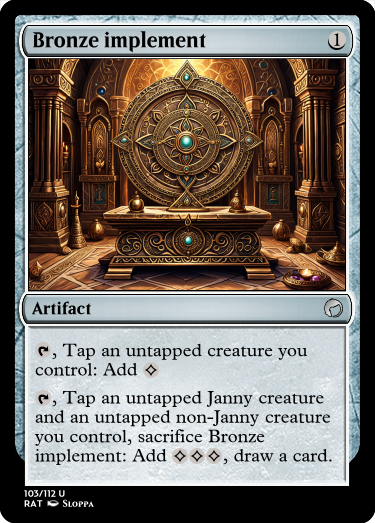 Bronze implement 1
Artifact
, Tap an untapped creature you
control: Add
, Tap an untapped Janny creature
and an untapped non-Janny creature
you control, sacrifice Bronze
implement: Add , draw a card.
103/112 U
RAT Sloppa